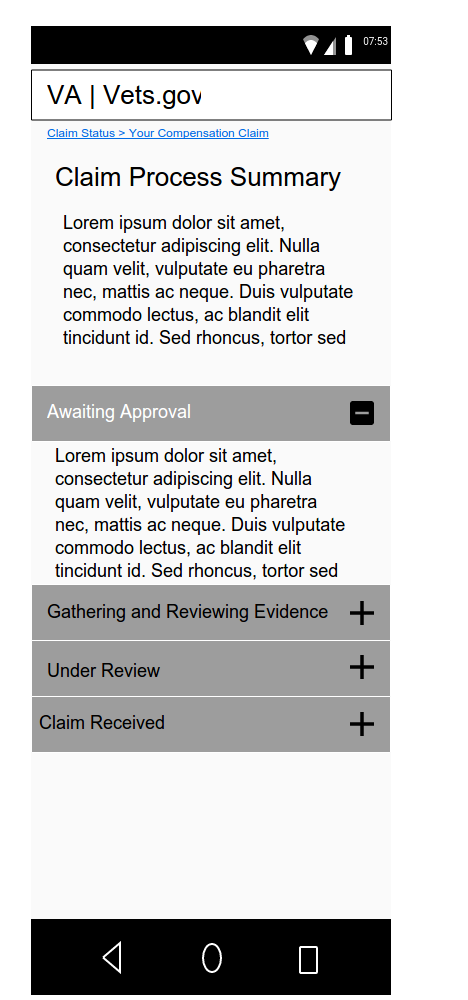 07:53
VA | Vets.gov
Claim Status > Your Compensation Claim
Claim Process Summary
Lorem ipsum dolor sit amet,
consectetur adipiscing elit. Nulla
quam velit, vulputate eu pharetra
nec, mattis ac neque. Duis vulputate
commodo lectus, ac blandit elit
tincidunt id. Sed rhoncus, tortor sed
Awaiting Approval
Lorem ipsum dolor sit amet,
consectetur adipiscing elit. Nulla
quam velit, vulputate eu pharetra
nec, mattis ac neque. Duis vulputate
commodo lectus, ac blandit elit
tincidunt id. Sed rhoncus, tortor sed
Gathering and Reviewing Evidence
Under Review
Claim Received